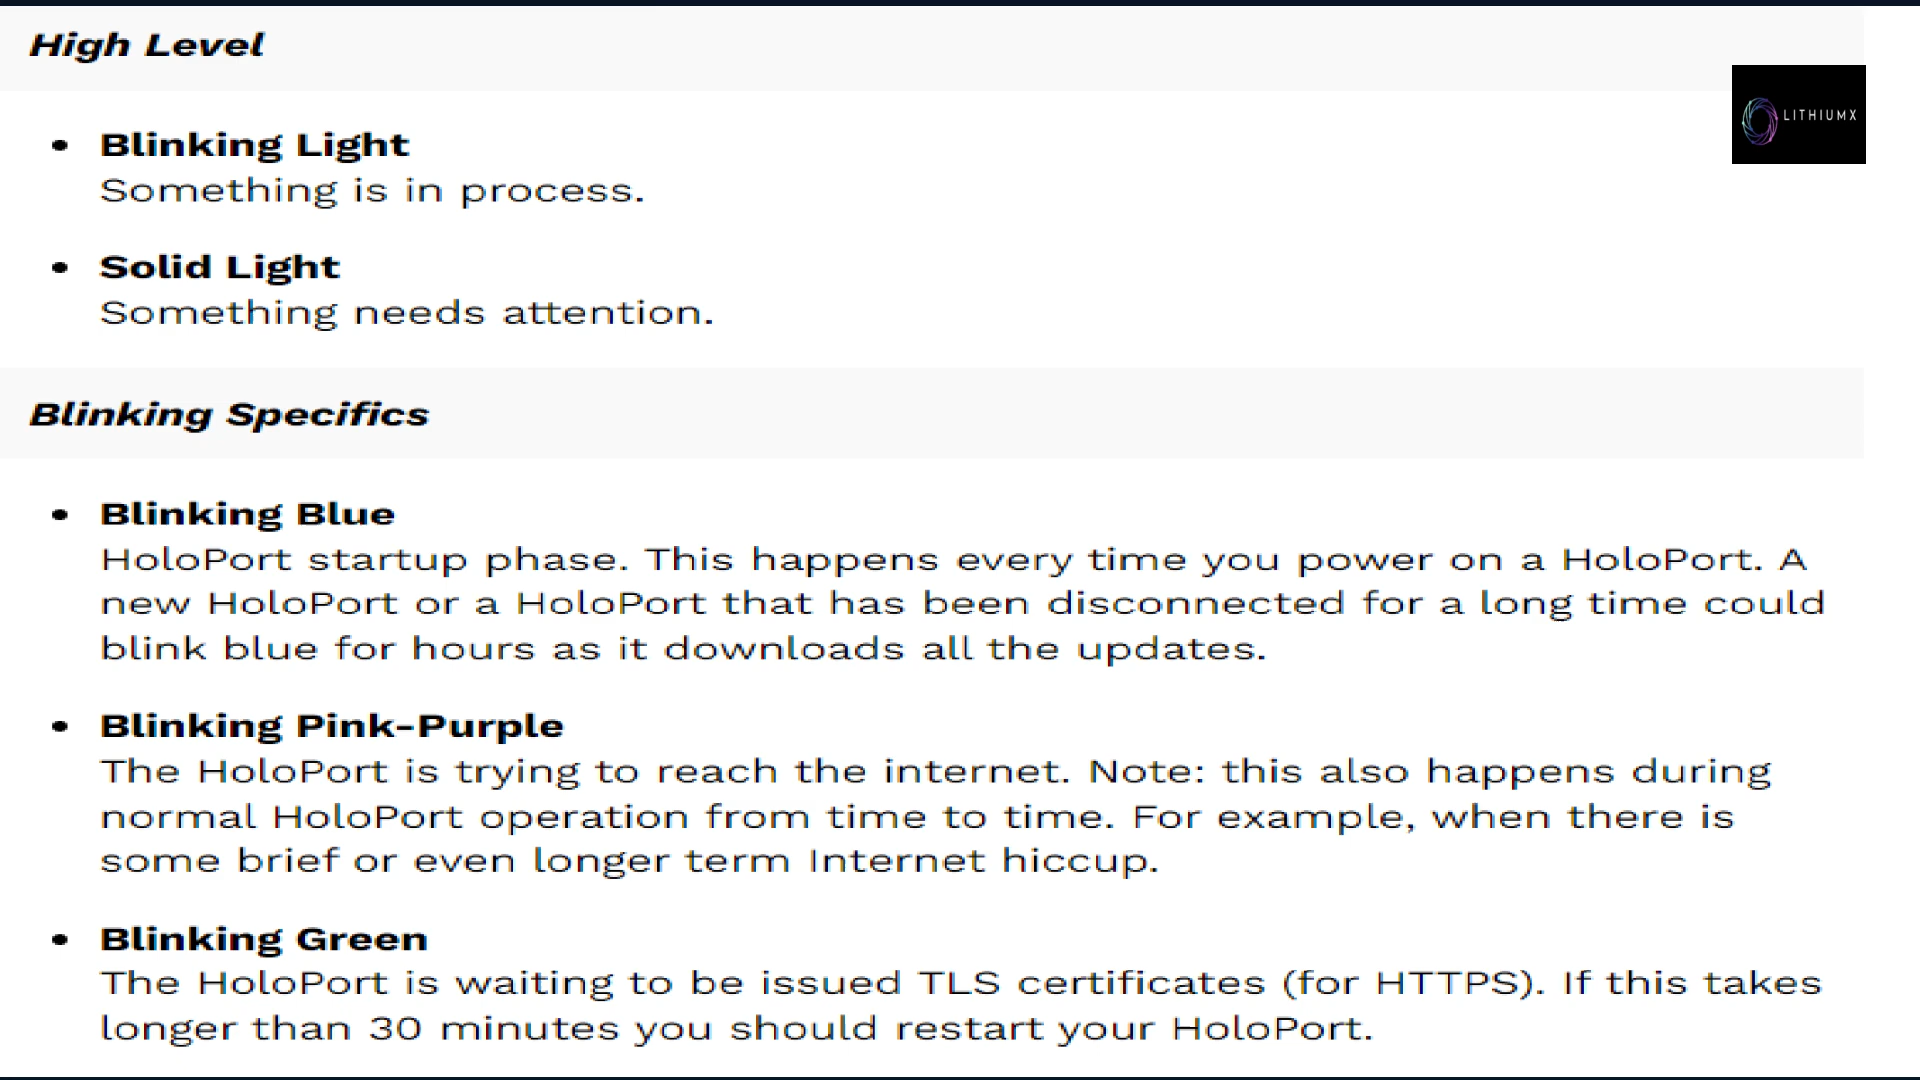 High Level
LITHIUMX
• Blinking Light
Something is in process.
• Solid Light
Something needs attention.
Blinking Specifics
• Blinking Blue
HoloPort startup phase. This happens every time you power on a HoloPort. A
new HoloPort or a HoloPort that has been disconnected for a long time could
blink blue for hours as it downloads all the updates.
• Blinking Pink-Purple
The HoloPort is trying to reach the internet. Note: this also happens during
normal HoloPort operation from time to time. For example, when there is
some brief or even longer term Internet hiccup.
• Blinking Green
The HoloPort is waiting to be issued TLS certificates (for HTTPS). If this takes
longer than 30 minutes you should restart your HoloPort.